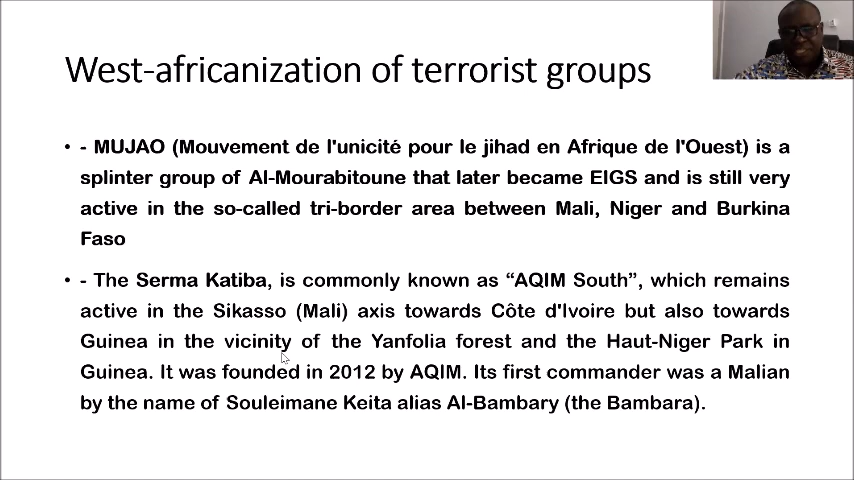 West-africanization of terrorist groups
• - MUJAO (Mouvement de l'unicité pour le jihad en Afrique de l'Ouest) is a
splinter group of Al-Mourabitoune that later became EIGS and is still very
active in the so-called tri-border area between Mali, Niger and Burkina
Faso
• - The Serma Katiba, is commonly known as “AQIM South”, which remains
active in the Sikasso (Mali) axis towards Côte d'Ivoire but also towards
Guinea in the vicinity of the Yanfolia forest and the Haut-Niger Park in
Guinea. It was founded in 2012 by AQIM. Its first commander was a Malian
by the name of Souleimane Keita alias Al-Bambary (the Bambara).